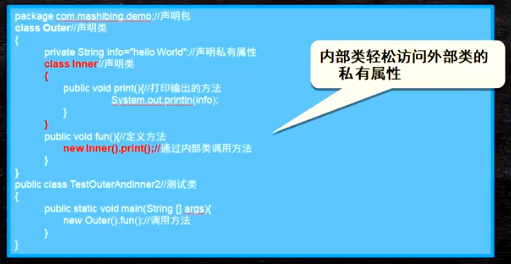 package com.mashibing.demo;//声明包
class Outer//声明类
{
private String info="hello World";//声明私有属性
class Inner//声明类
{
public void print(){//打印输出的方法
System.out.println(info);
}
}
public void fun(){//定义方法
new Inner().print();//通过内部类调用方法
}
}
public class TestOuterAndInner2//测试类
{
public static void main(String [] args){
new Outer().fun();//调用方法
}
}
内部类轻松访问外部类的
私有属性